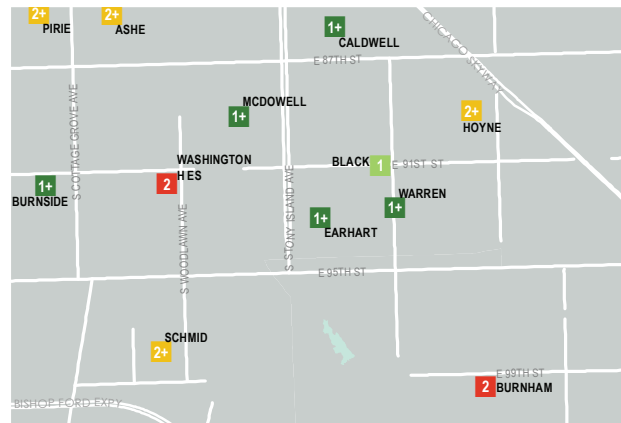 2+
PIRIE
2+
ASHE
1+
CALDWELL
CHICAGO SKYWAY
E 87TH ST
S COTTAGE GROVE AVE
MCDOWELL
1+
2+
HOYNE
WASHINGTON
H ES
2
BLACK
1
E 91ST ST
1+
BURNSIDE
WARREN
1+
1+
EARHART
S WOODLAWN AVE
S STONY ISLAND AVE
E 95TH ST
SCHMID
2+
E 99TH ST
2
BURNHAM
BISHOP FORD EXPY